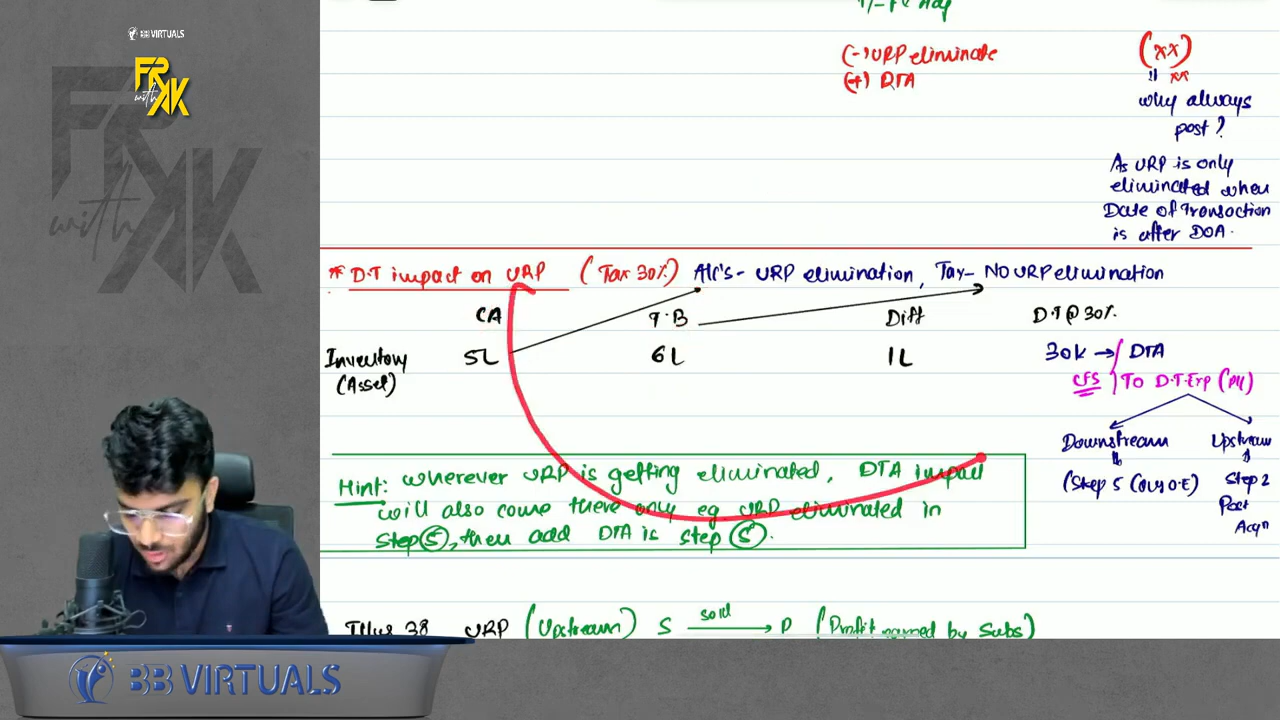 BB VIRTUALS
FR
with
AK
(-) URP eliminate (xx)
(+) DTA xx
why always
post?
As URP is only
eliminated when
Date of Transaction
is after DOA.
* D.T impact on URP (Tax 30%) A/c's - URP elimination, Tax - NO URP elimination
CA T.B Diff D.T @ 30%.
Inventory 5L 6L 1L 30k → DTA
(Asset) CFS To D.T.Exp (P/L)
Downstream Upstream
(Step 5 Cons O.E) Step 2
Post
Acqn
Hint: wherever URP is getting eliminated, DTA impact
will also come there only eg. URP eliminated in
step 5, then add DTA is step 5.
Illus 38 URP (Upstream) S sold P (Profit earned by Subs)
BB VIRTUALS